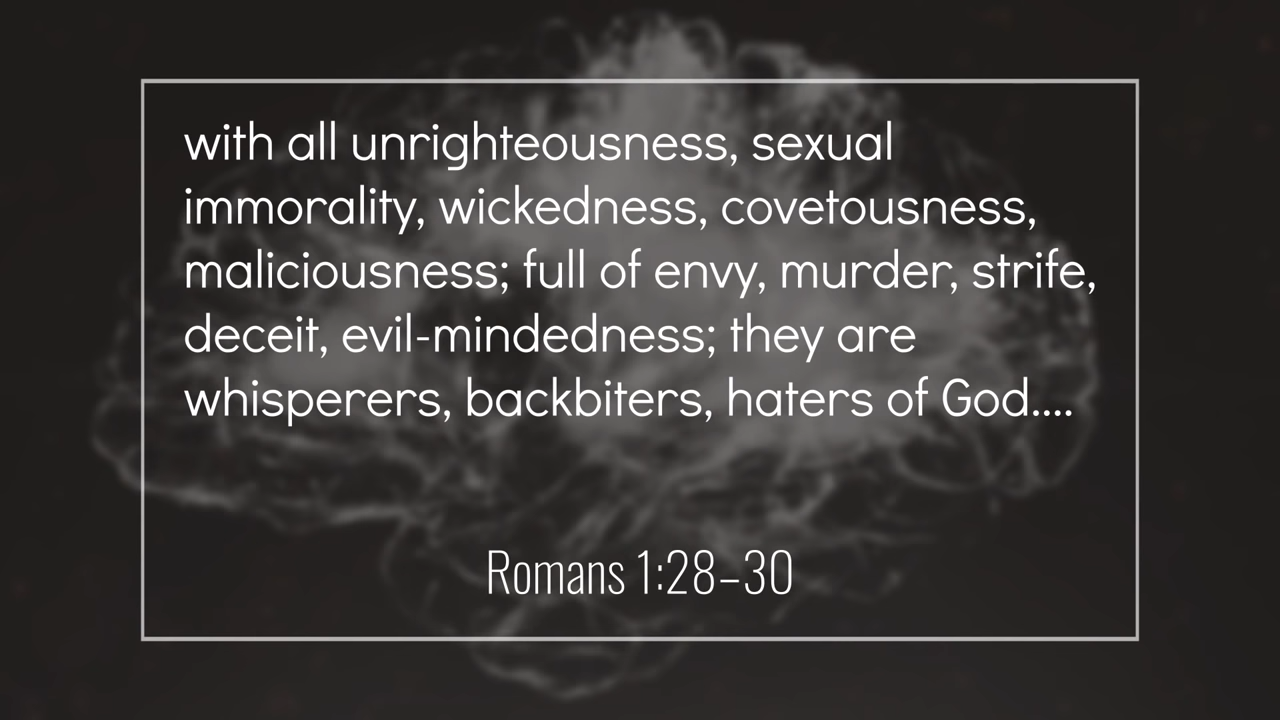 with all unrighteousness, sexual
immorality, wickedness, covetousness,
maliciousness; full of envy, murder, strife,
deceit, evil-mindedness; they are
whisperers, backbiters, haters of God....
Romans 1:28–30